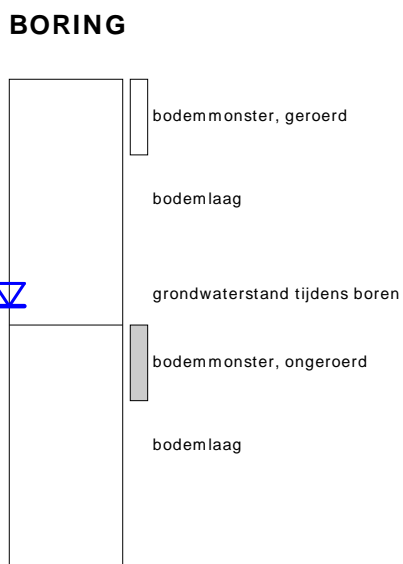 BORING
bodemmonster, geroerd
bodemlaag
grondwaterstand tijdens boren
bodemmonster, ongeroerd
bodemlaag